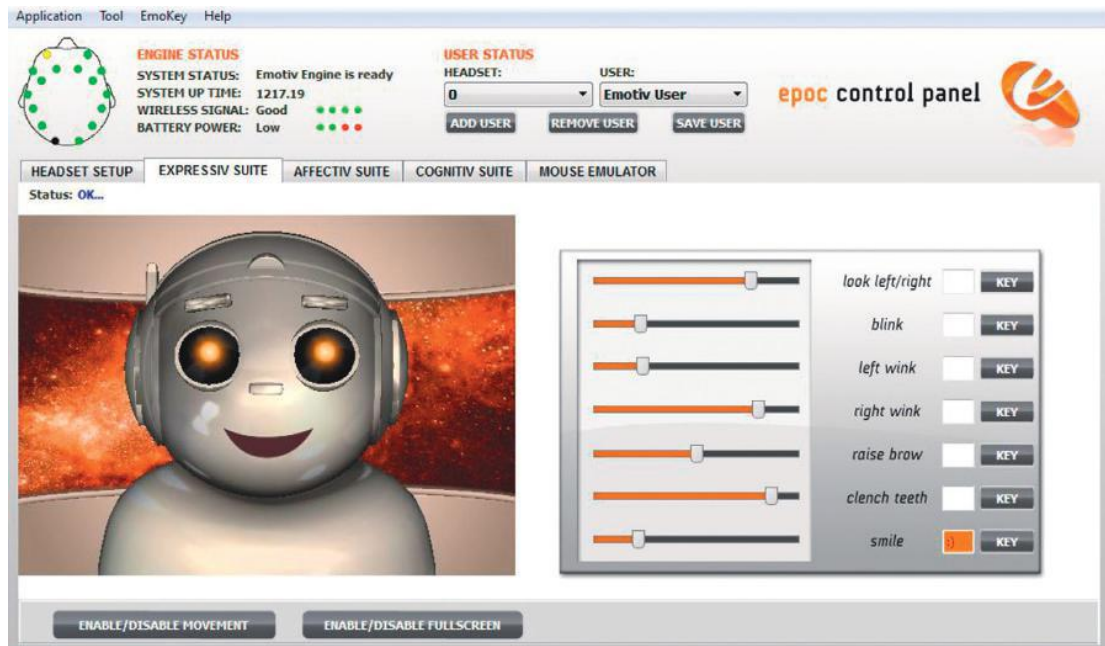 Application Tool EmoKey Help
ENGINE STATUS
SYSTEM STATUS: Emotiv Engine is ready
SYSTEM UP TIME: 1217.19
WIRELESS SIGNAL: Good
BATTERY POWER: Low
USER STATUS
HEADSET: USER:
0 Emotiv User
ADD USER REMOVE USER SAVE USER
epoc control panel
HEADSET SETUP EXPRESSIV SUITE AFFECTIV SUITE COGNITIV SUITE MOUSE EMULATOR
Status: OK...
look left/right KEY
blink KEY
left wink KEY
right wink KEY
raise brow KEY
clench teeth KEY
smile :) KEY
ENABLE/DISABLE MOVEMENT ENABLE/DISABLE FULLSCREEN